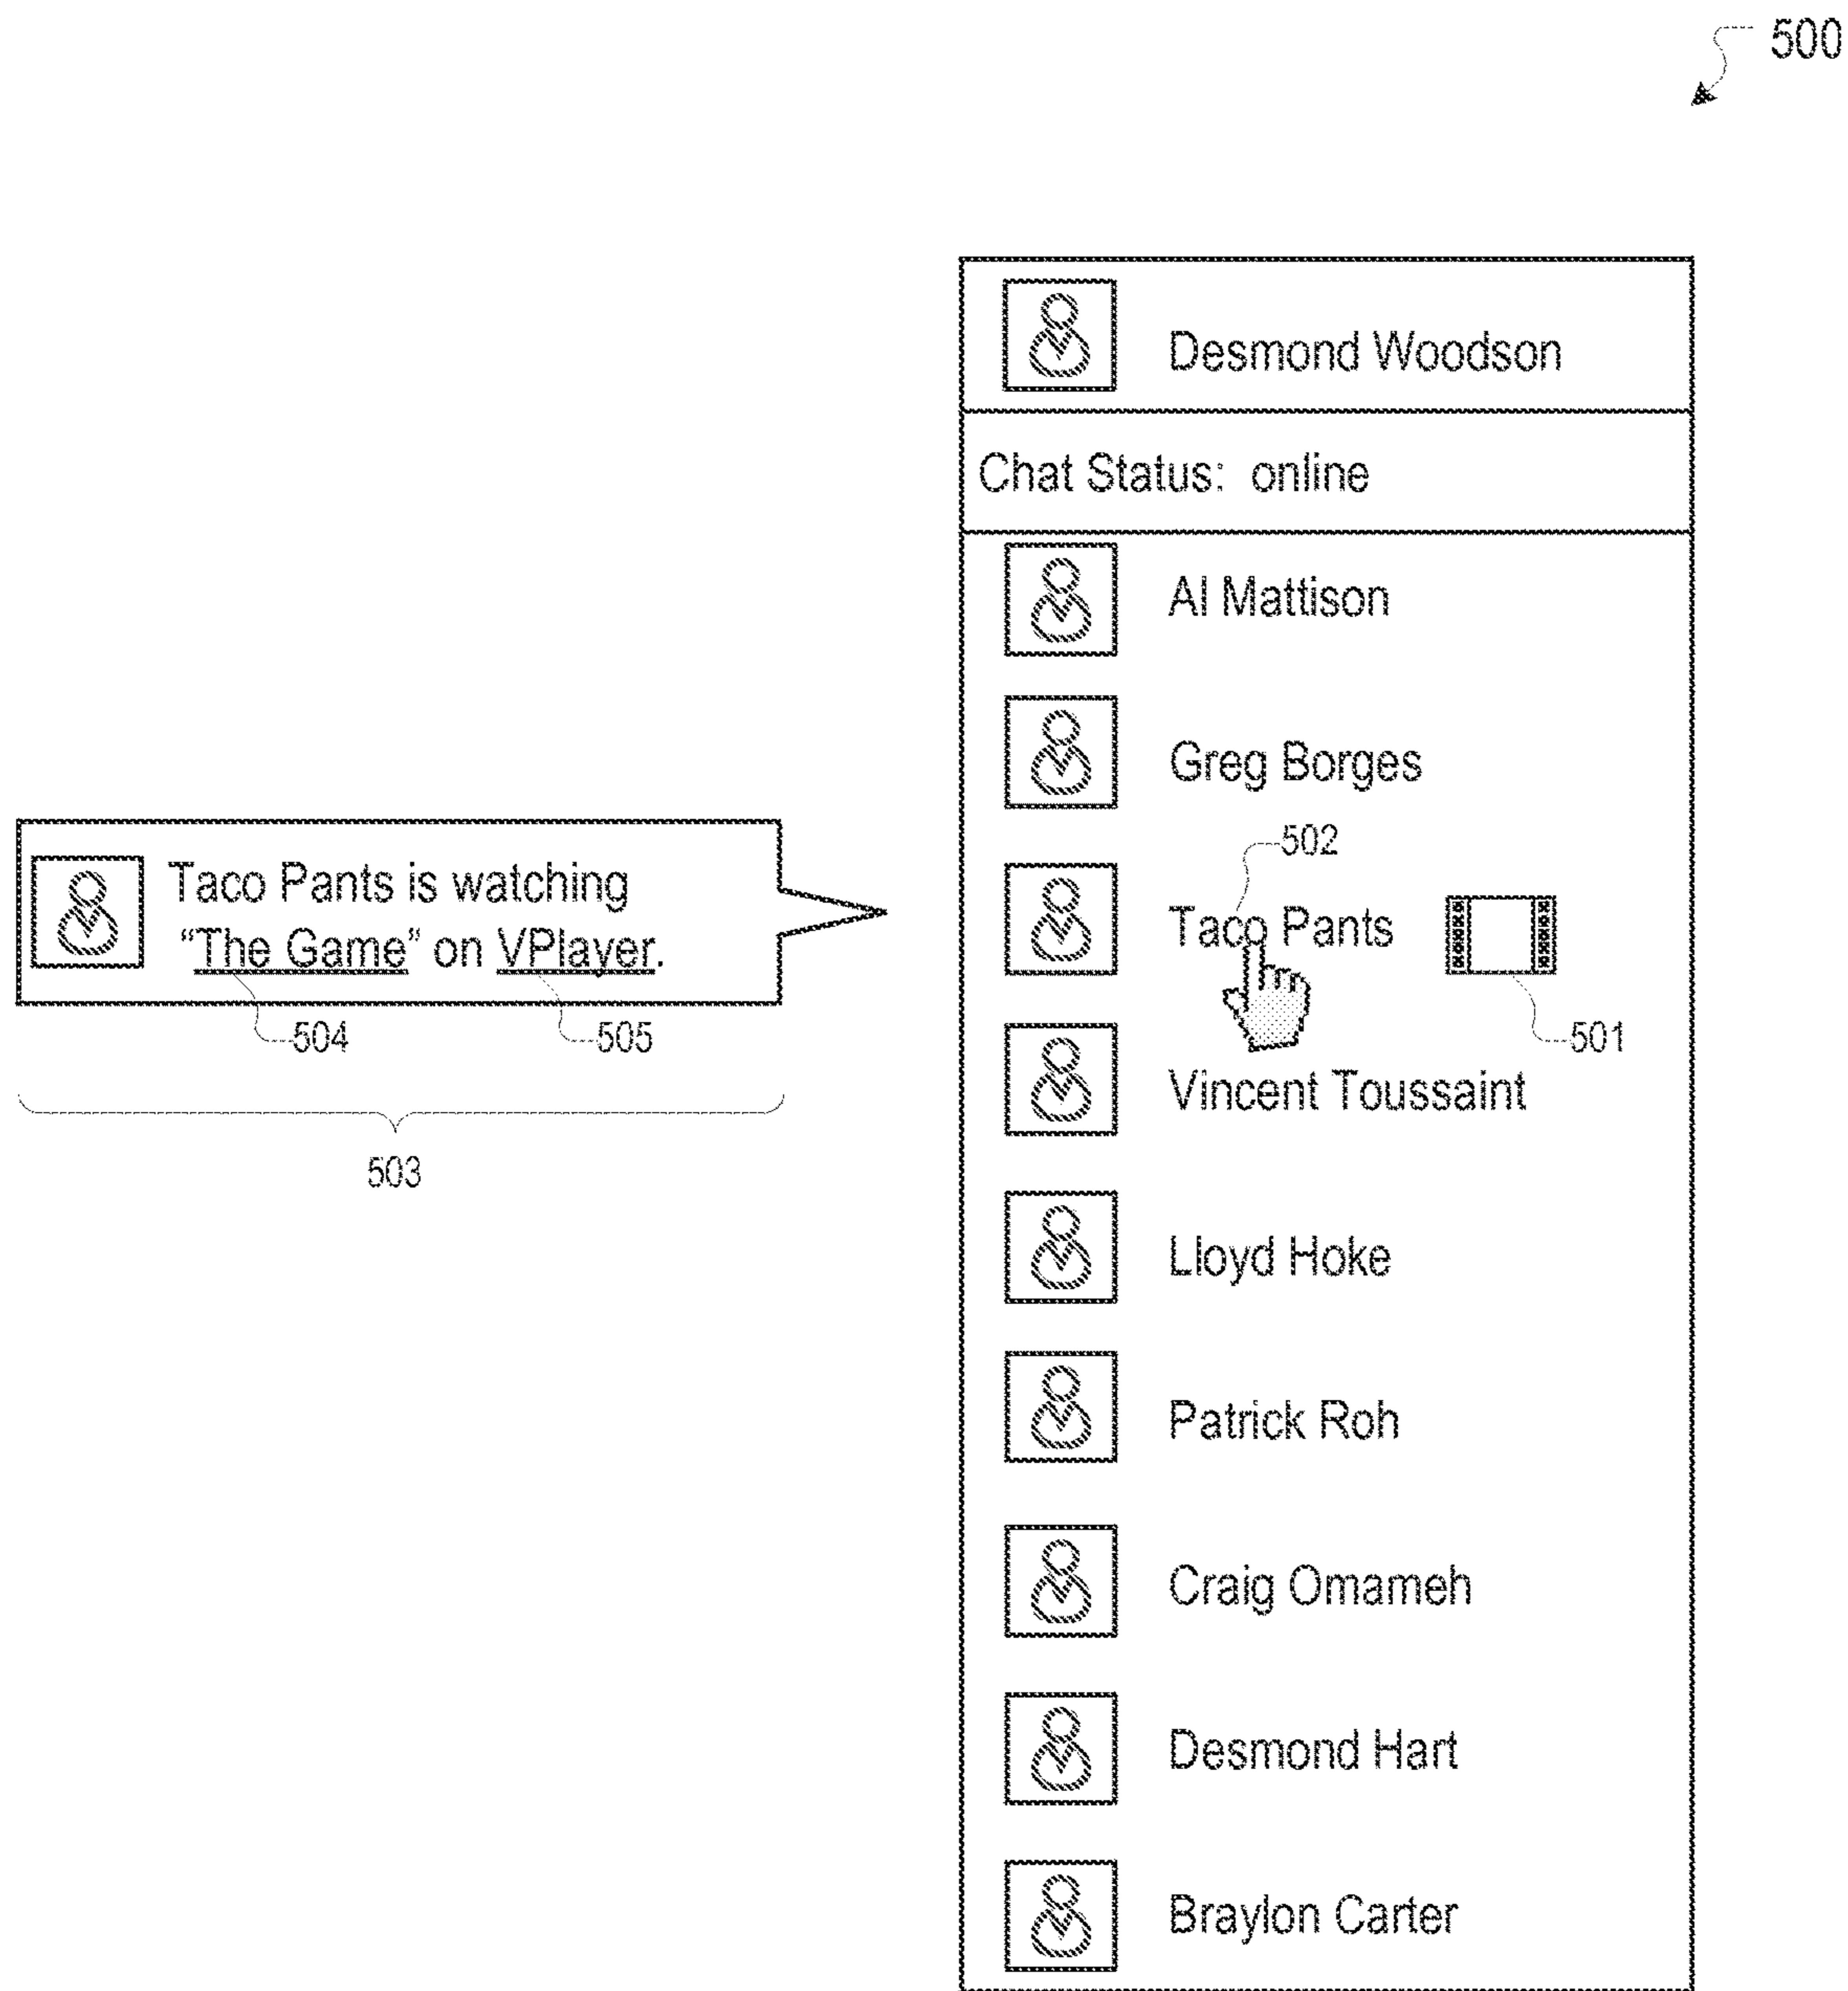 500
Desmond Woodson
Chat Status: online
Al Mattison
Greg Borges
502
Taco Pants
501
Taco Pants is watching
“The Game” on VPlayer.
504
505
503
Vincent Toussaint
Lloyd Hoke
Patrick Roh
Craig Omameh
Desmond Hart
Braylon Carter